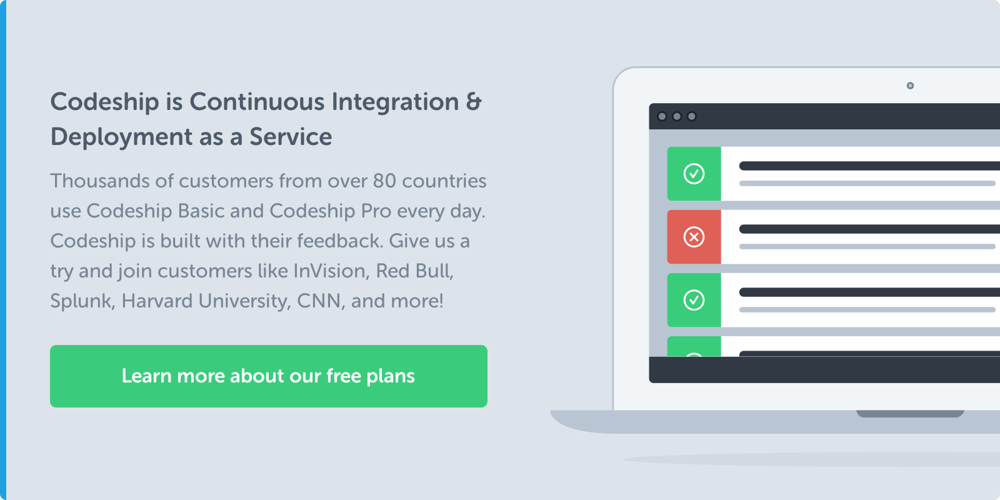 Codeship is Continuous Integration &
Deployment as a Service
Thousands of customers from over 80 countries
use Codeship Basic and Codeship Pro every day.
Codeship is built with their feedback. Give us a
try and join customers like InVision, Red Bull,
Splunk, Harvard University, CNN, and more!
Learn more about our free plans